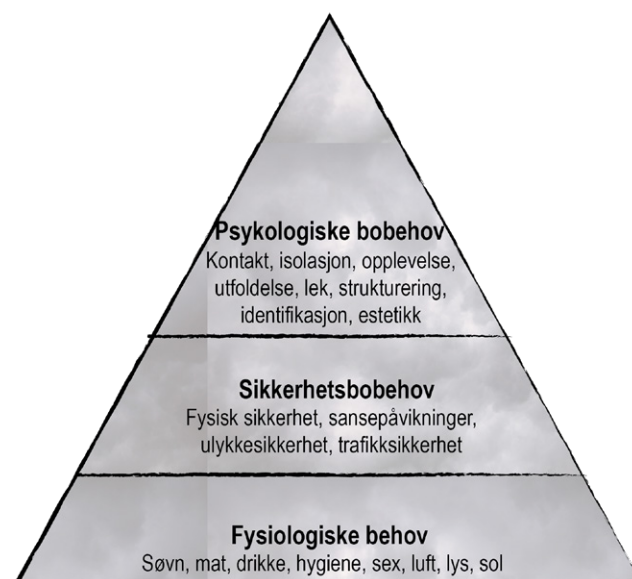 Psykologiske bobehov
Kontakt, isolasjon, opplevelse,
utfoldelse, lek, strukturering,
identifikasjon, estetikk
Sikkerhetsbobehov
Fysisk sikkerhet, sansepåvikninger,
ulykkesikkerhet, trafikksikkerhet
Fysiologiske behov
Søvn, mat, drikke, hygiene, sex, luft, lys, sol